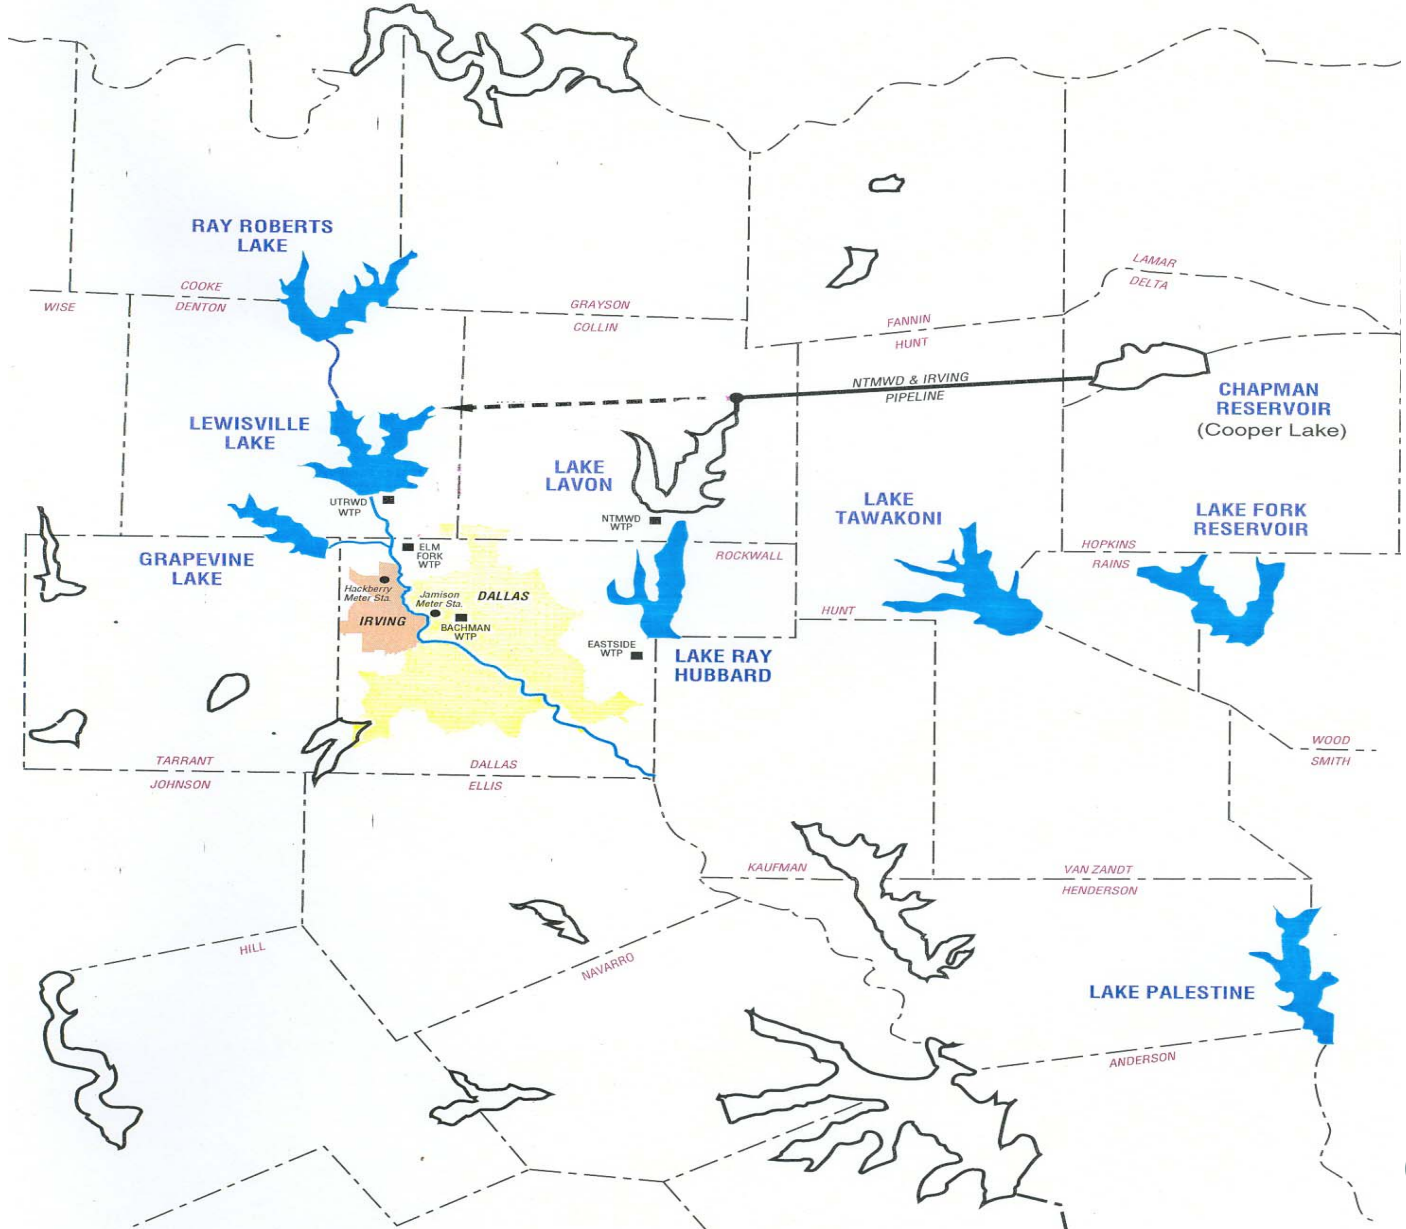 RAY ROBERTS
LAKE
LAMAR
DELTA
COOKE
DENTON
WISE
GRAYSON
COLLIN
FANNIN
HUNT
NTMWD & IRVING
PIPELINE
CHAPMAN
RESERVOIR
(Cooper Lake)
LEWISVILLE
LAKE
LAKE
LAVON
UTRWD
WTP
LAKE
TAWAKONI
LAKE FORK
RESERVOIR
NTMWD
WTP
GRAPEVINE
LAKE
ELM
FORK
WTP
ROCKWALL
HOPKINS
RAINS
Hackberry
Meter Sta.
Jamison
Meter Sta.
DALLAS
IRVING
BACHMAN
WTP
HUNT
EASTSIDE
WTP
LAKE RAY
HUBBARD
WOOD
SMITH
TARRANT
JOHNSON
DALLAS
ELLIS
KAUFMAN
VAN ZANDT
HENDERSON
HILL
NAVARRO
LAKE PALESTINE
ANDERSON